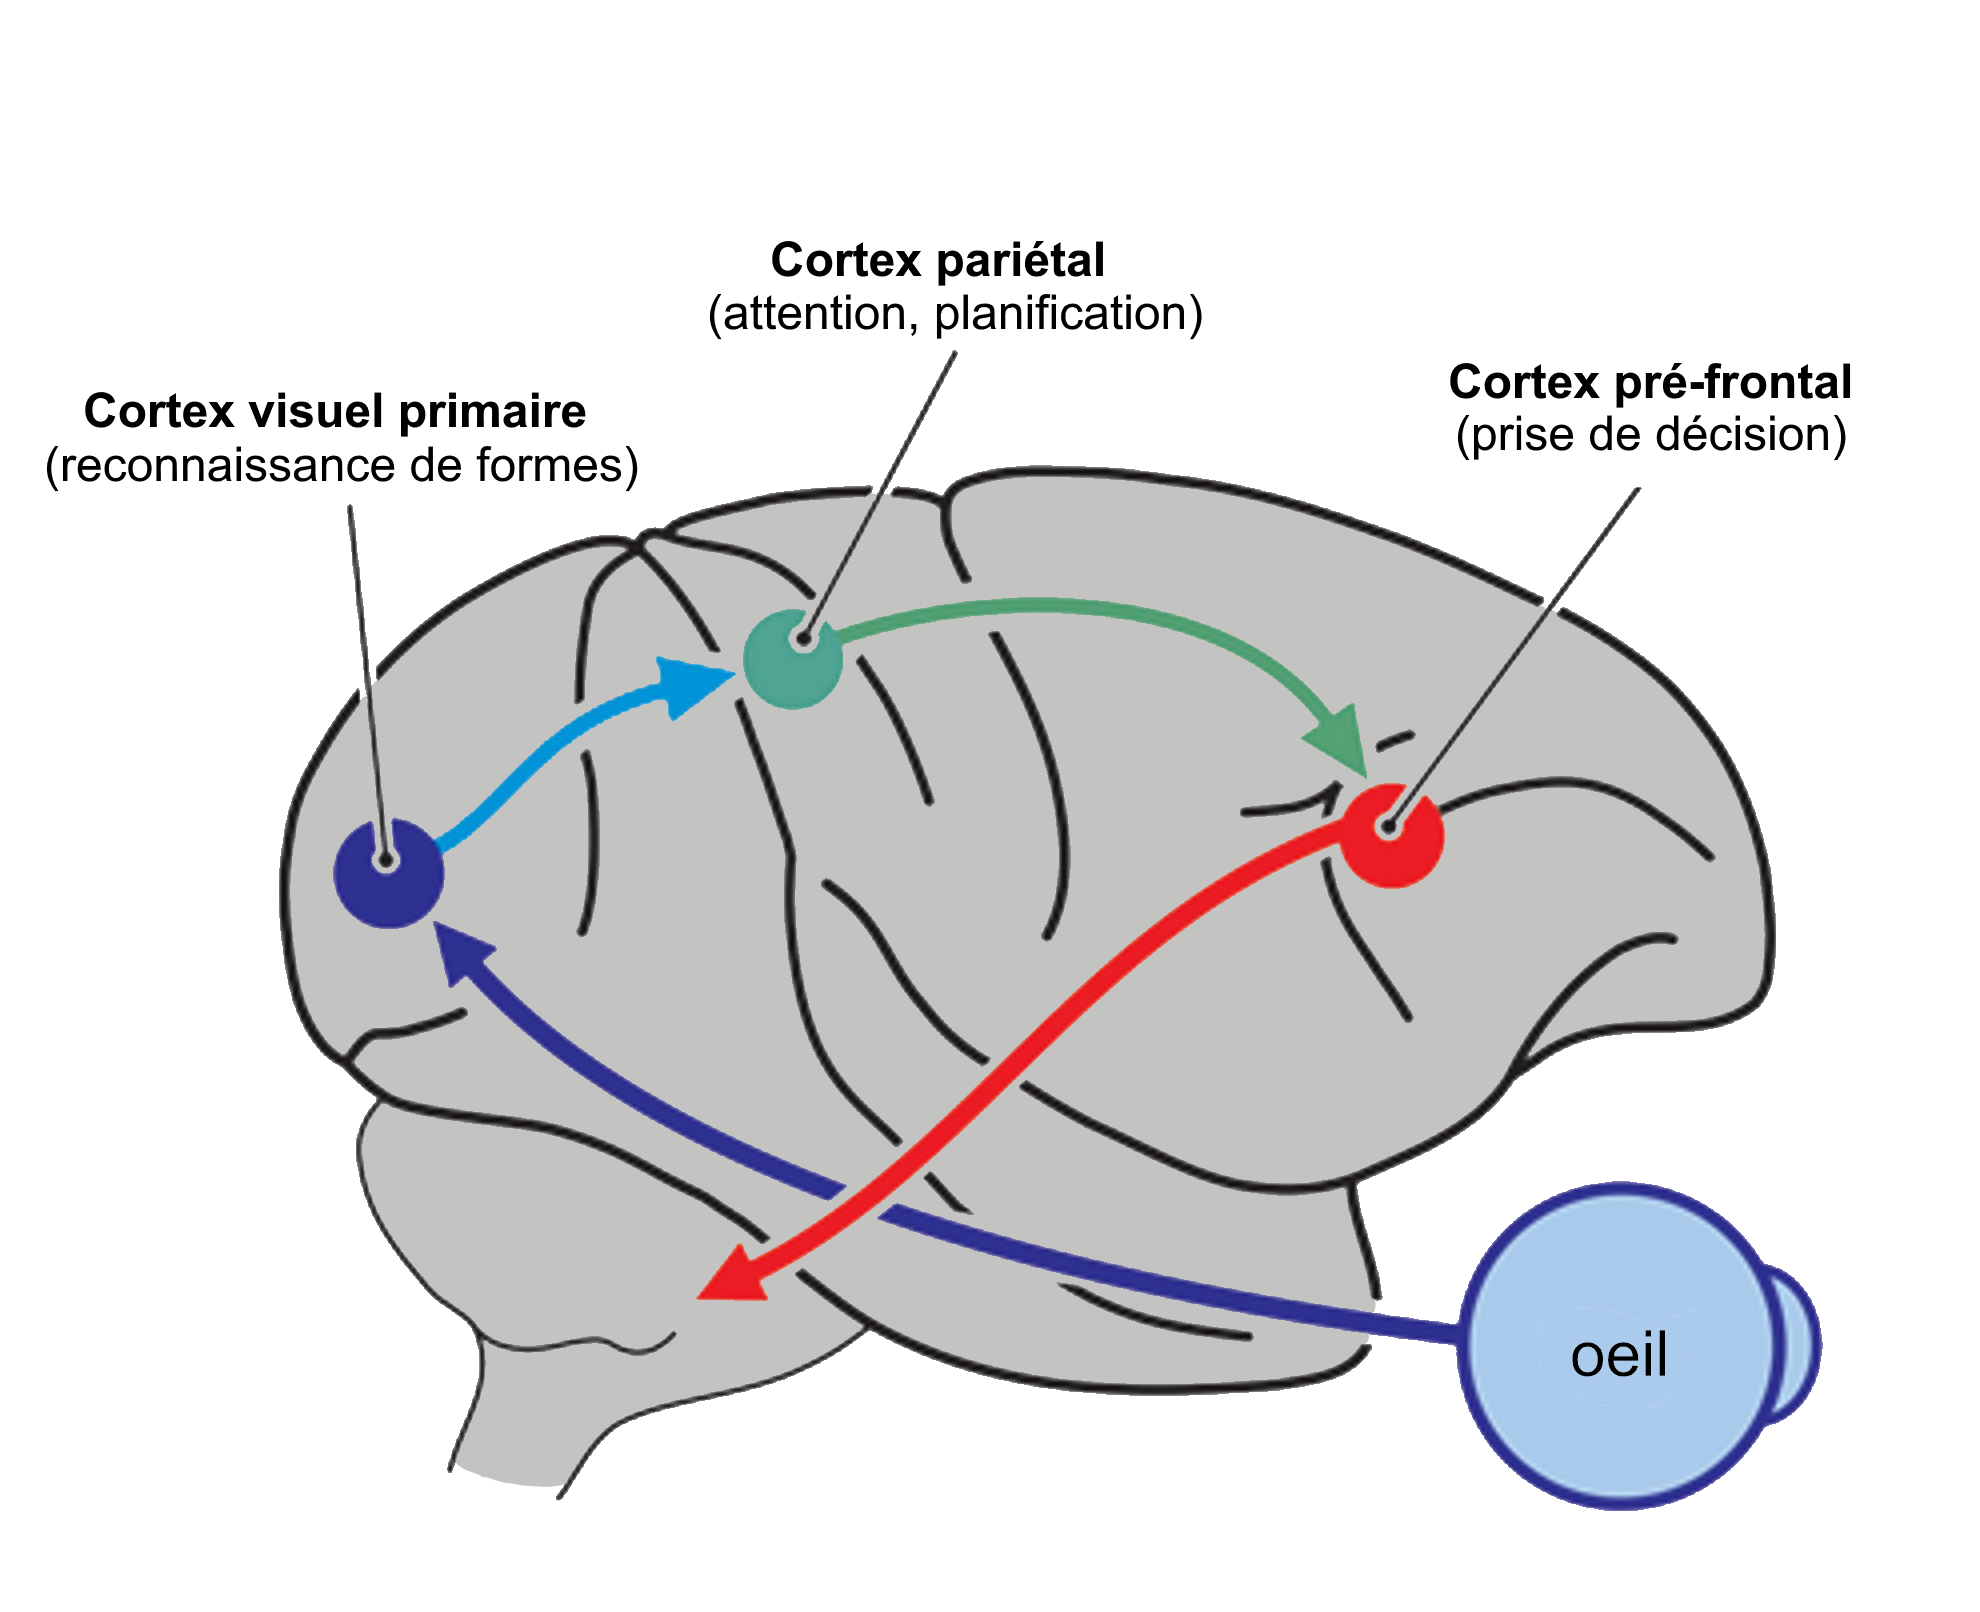 Cortex pariétal
(attention, planification)
Cortex pré-frontal
(prise de décision)
Cortex visuel primaire
(reconnaissance de formes)
oeil